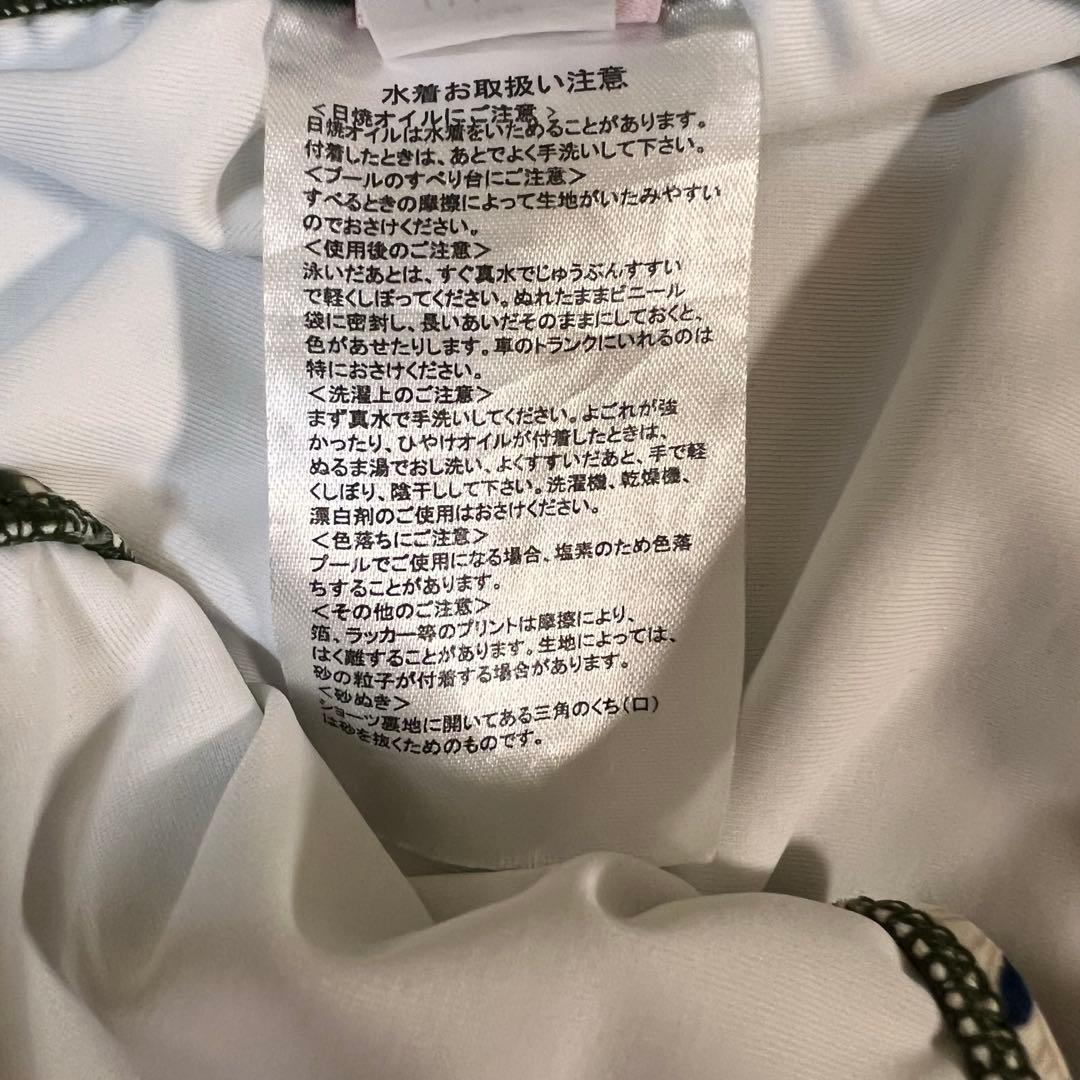 水着お取扱い注意
<日焼オイルにご注意>
日焼オイルは水着をいためることがあります。
付着したときは、あとでよく手洗いして下さい。
<プールのすべり台にご注意>
すべるときの摩擦によって生地がいたみやすい
のでおさけください。
<使用後のご注意>
泳いだあとは、すぐ真水でじゅうぶんすすい
で軽くしぼってください。ぬれたままビニール
袋に密封し、長いあいだそのままにしておくと、
色があせたりします。車のトランクにいれるのは
特におさけください。
<洗濯上のご注意>
まず真水で手洗いしてください。よごれが強
かったり、ひやけオイルが付着したときは、
ぬるま湯でおし洗い、よくすすいだあと、手で軽
くしぼり、陰干しして下さい。洗濯機、乾燥機、
漂白剤のご使用はおさけください。
<色落ちにご注意>
プールでご使用になる場合、塩素のため色落
ちすることがあります。
<その他のご注意>
箔、ラッカー等のプリントは摩擦により、
はく離することがあります。生地によっては、
砂の粒子が付着する場合があります。
<砂ぬき>
ショーツ裏地に開いてある三角のくち(口)
は砂を抜くためのものです。